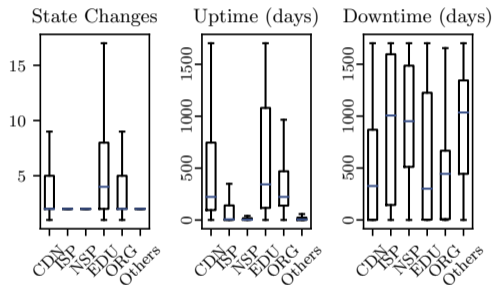 State Changes
Uptime (days)
Downtime (days)
15
10
5
CDN
ISP
NSP
EDU
ORG
Others
1500
1000
500
0
CDN
ISP
NSP
EDU
ORG
Others
1500
1000
500
0
CDN
ISP
NSP
EDU
ORG
Others